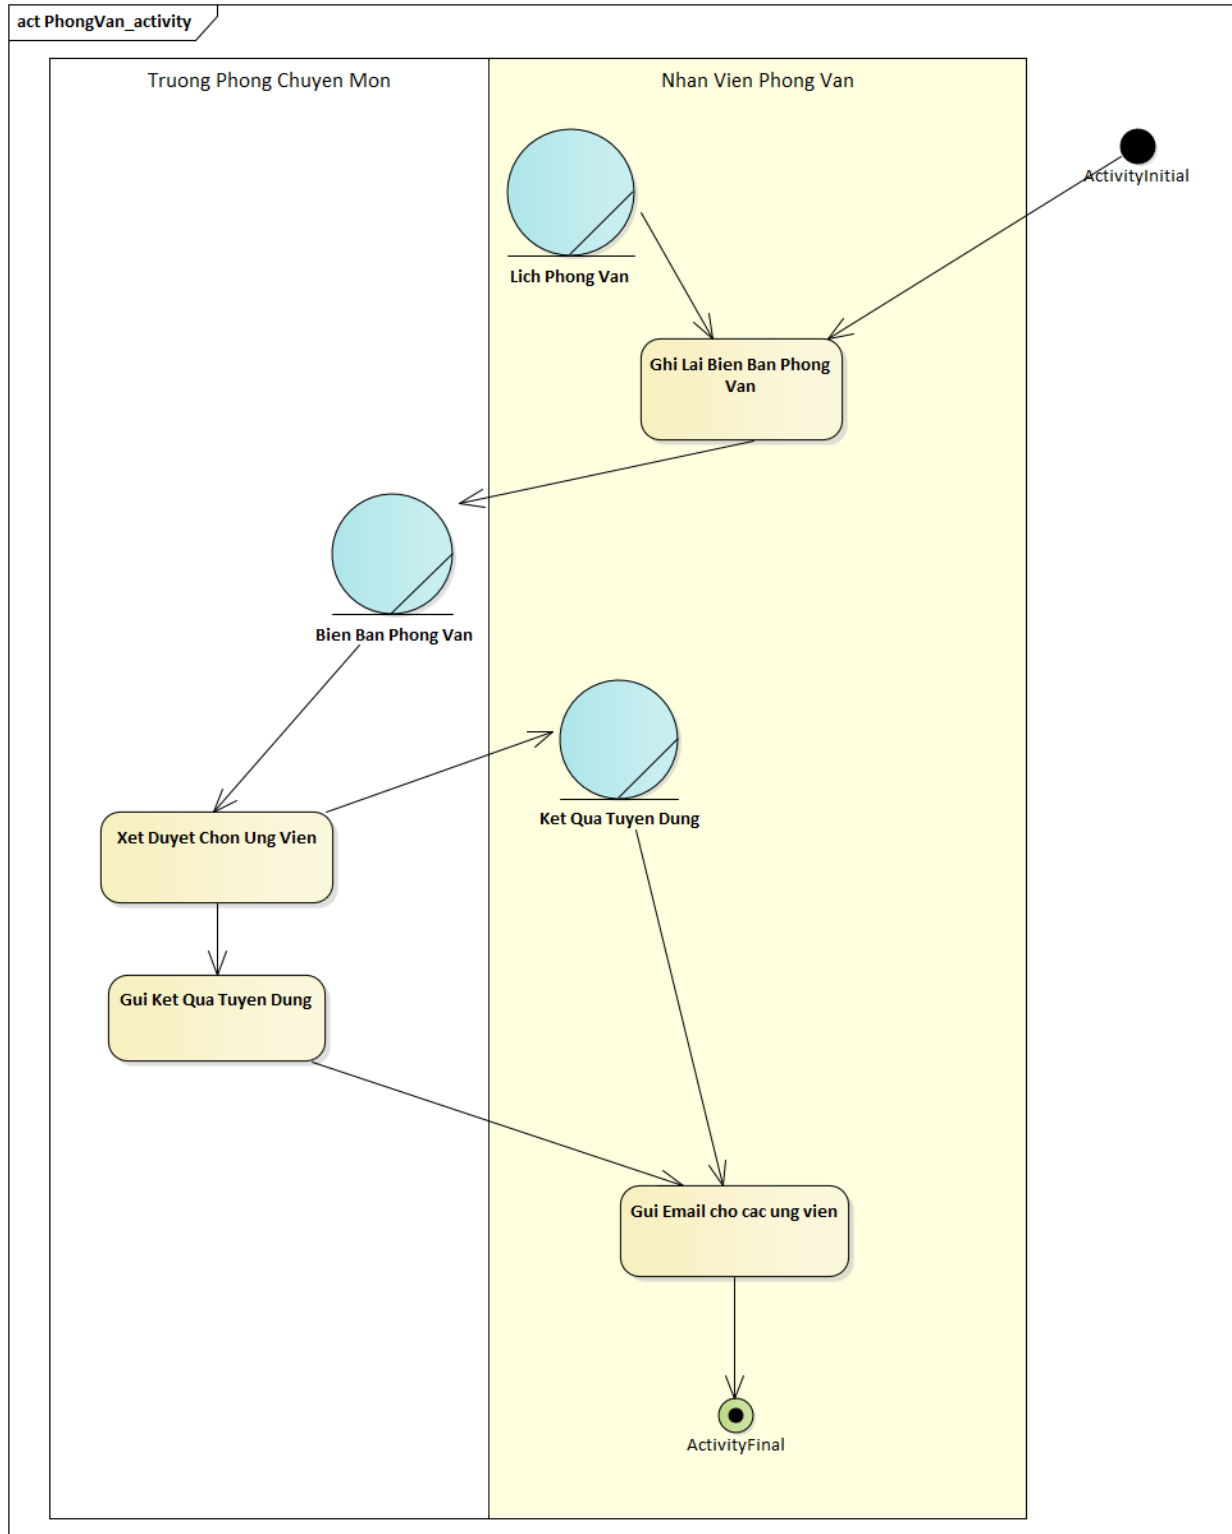 act PhongVan_activity
Truong Phong Chuyen Mon
Nhan Vien Phong Van
ActivityInitial
Lich Phong Van
Ghi Lai Bien Ban Phong
Van
Bien Ban Phong Van
Ket Qua Tuyen Dung
Xet Duyet Chon Ung Vien
Gui Ket Qua Tuyen Dung
Gui Email cho cac ung vien
ActivityFinal